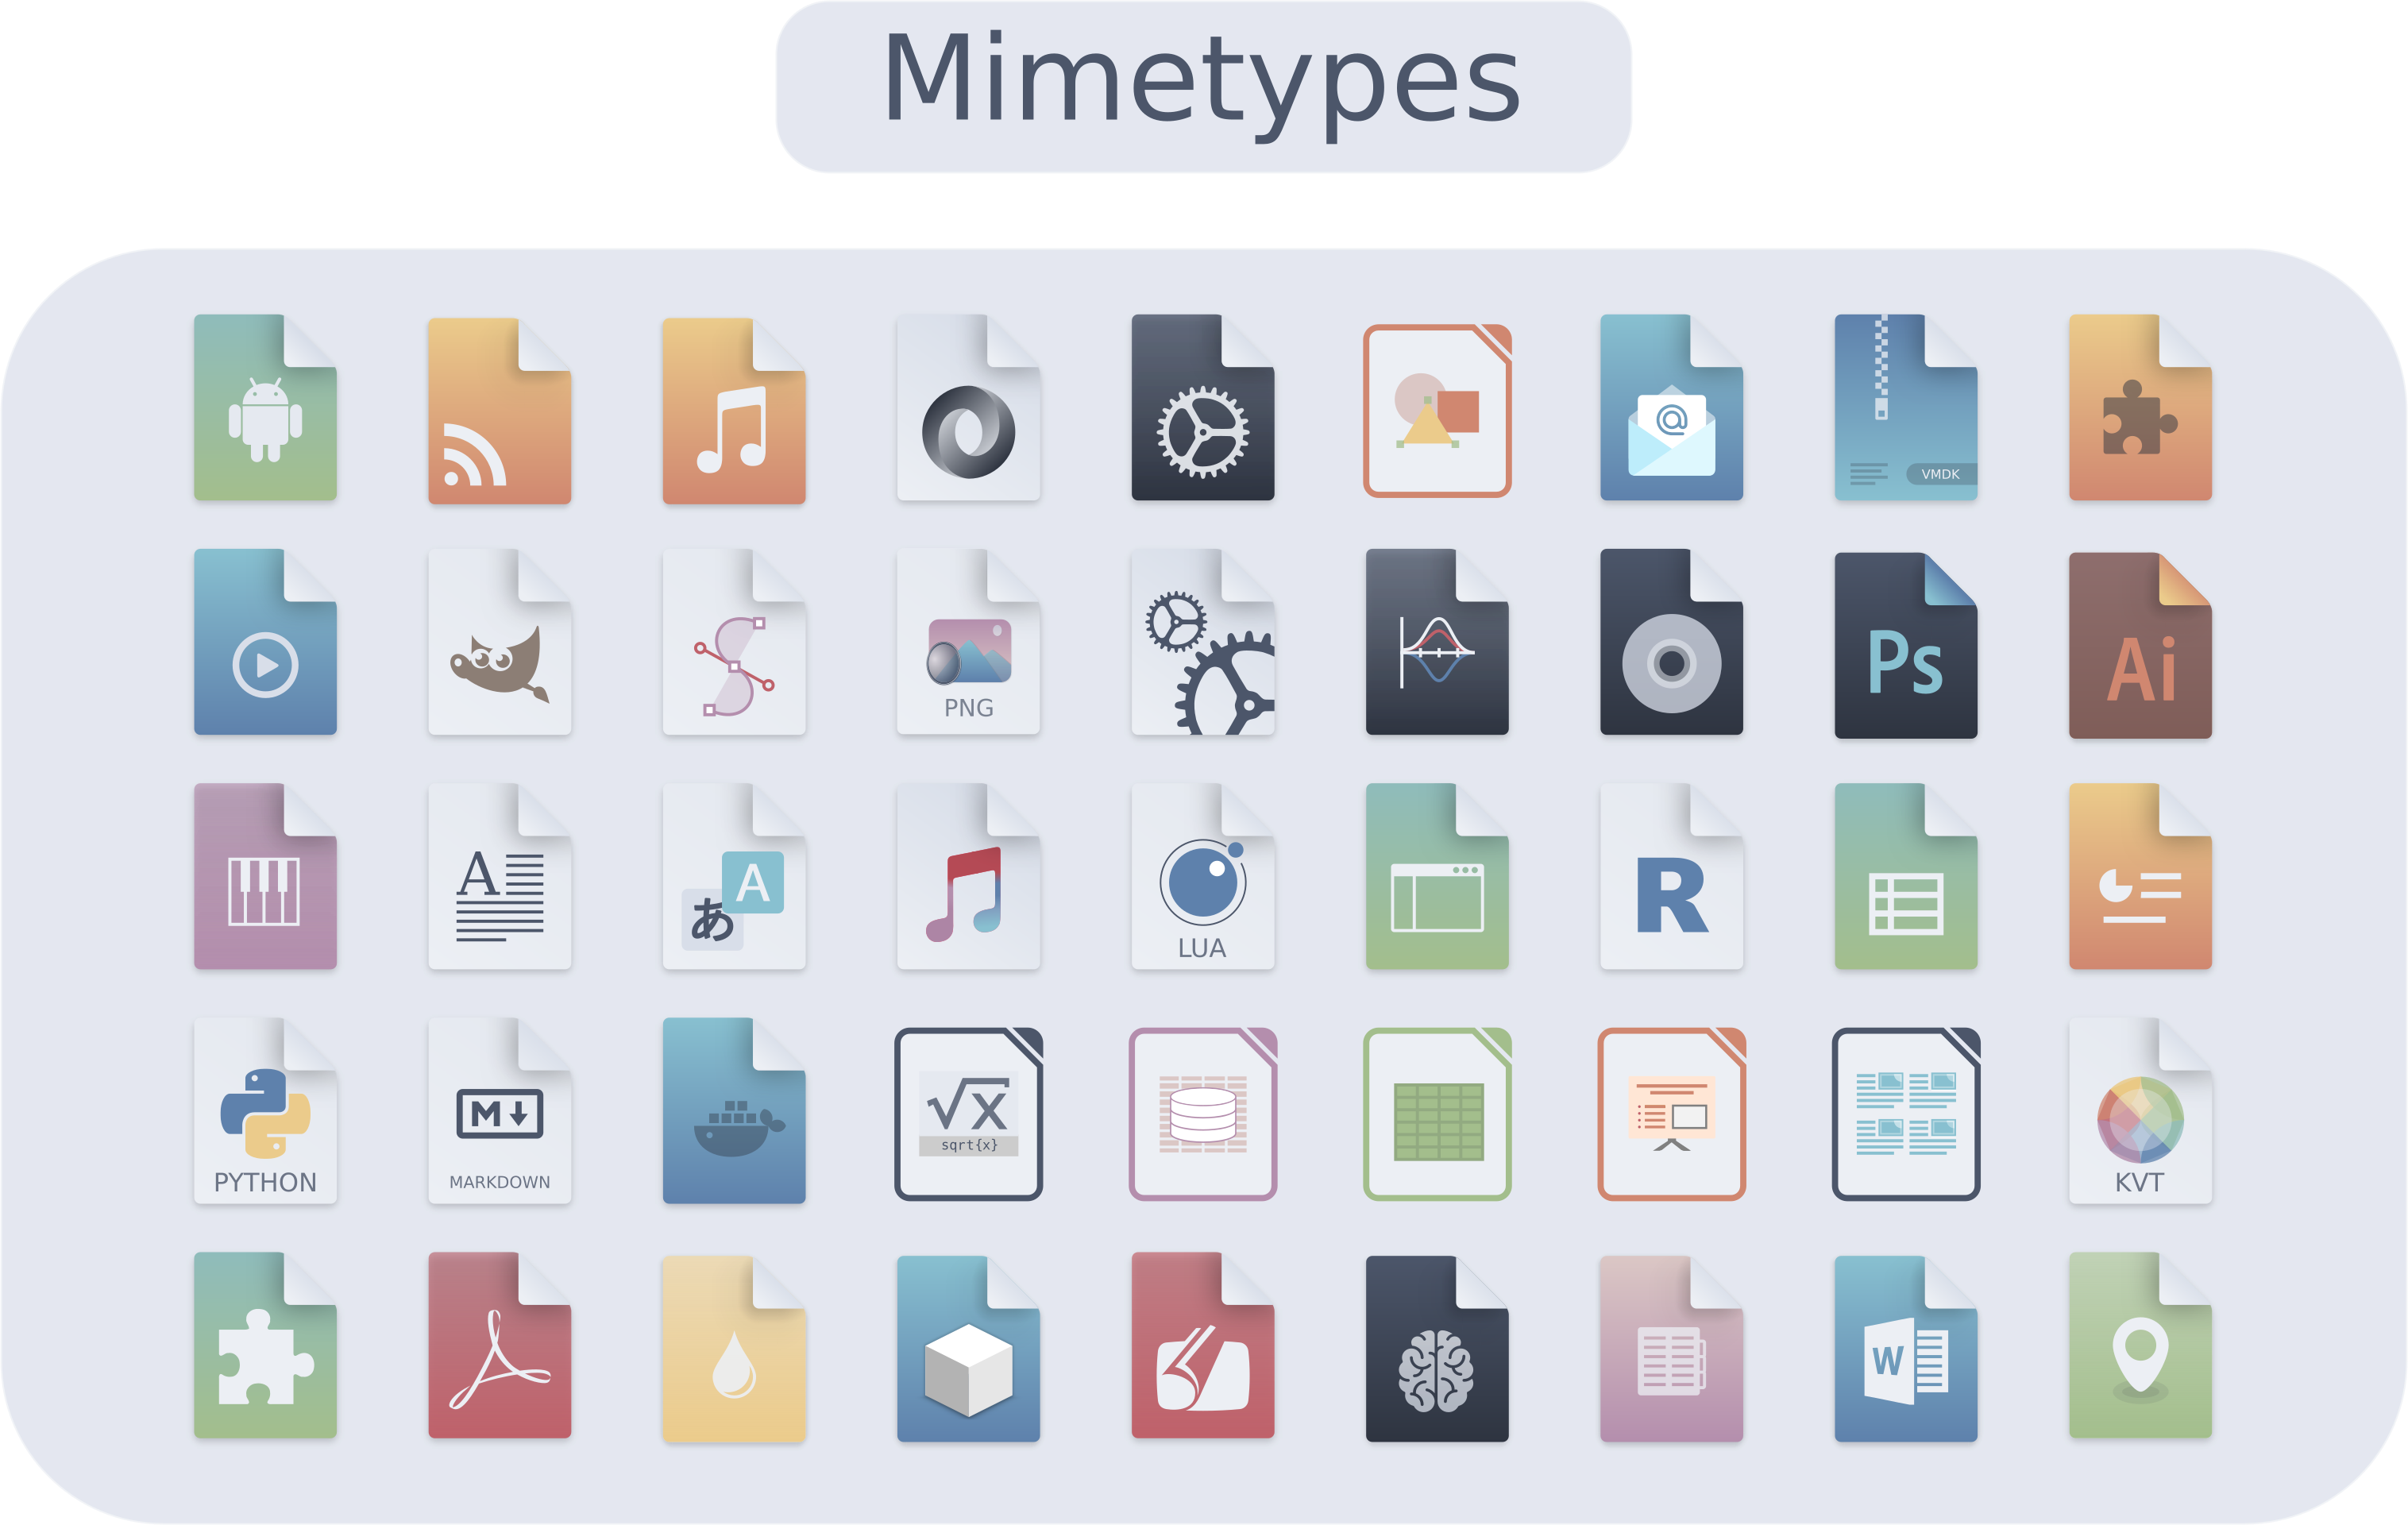 Mimetypes
@
VMDK
PNG
Ps
Ai
A
A
あ
LUA
R
PYTHON
M
MARKDOWN
√x
sqrt{x}
KVT
W